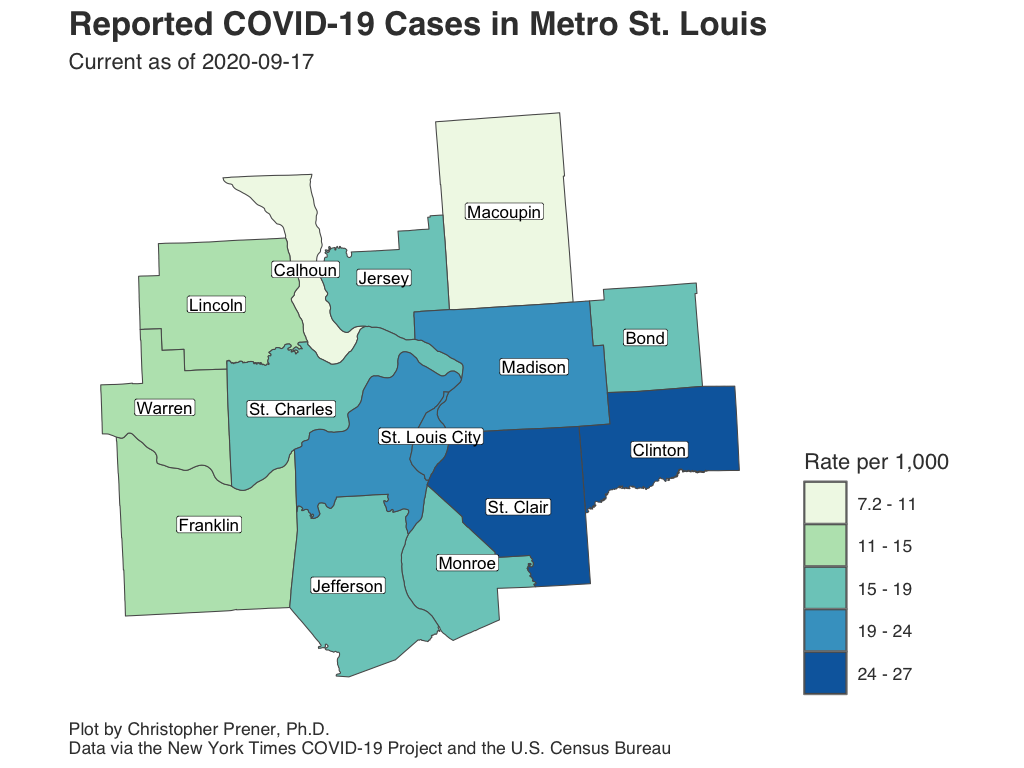 Reported COVID-19 Cases in Metro St. Louis
Current as of 2020-09-17
Macoupin
Calhoun
Jersey
Lincoln
Bond
Madison
Warren
St. Charles
St. Louis City
Clinton
St. Clair
Franklin
Monroe
Jefferson
Rate per 1,000
7.2 - 11
11 - 15
15 - 19
19 - 24
24 - 27
Plot by Christopher Prener, Ph.D.
Data via the New York Times COVID-19 Project and the U.S. Census Bureau